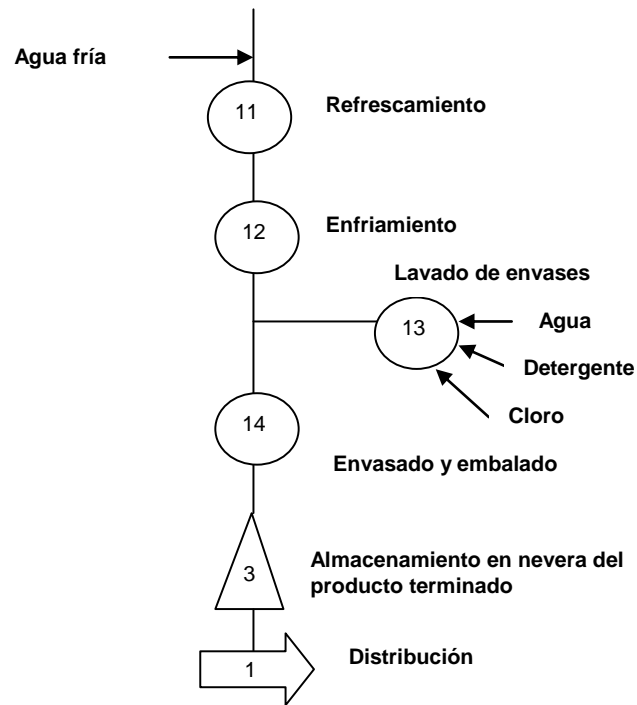 Agua fría
11
Refrescamiento
12
Enfriamiento
Lavado de envases
13
Agua
Detergente
Cloro
14
Envasado y embalado
3
Almacenamiento en nevera del
producto terminado
1
Distribución